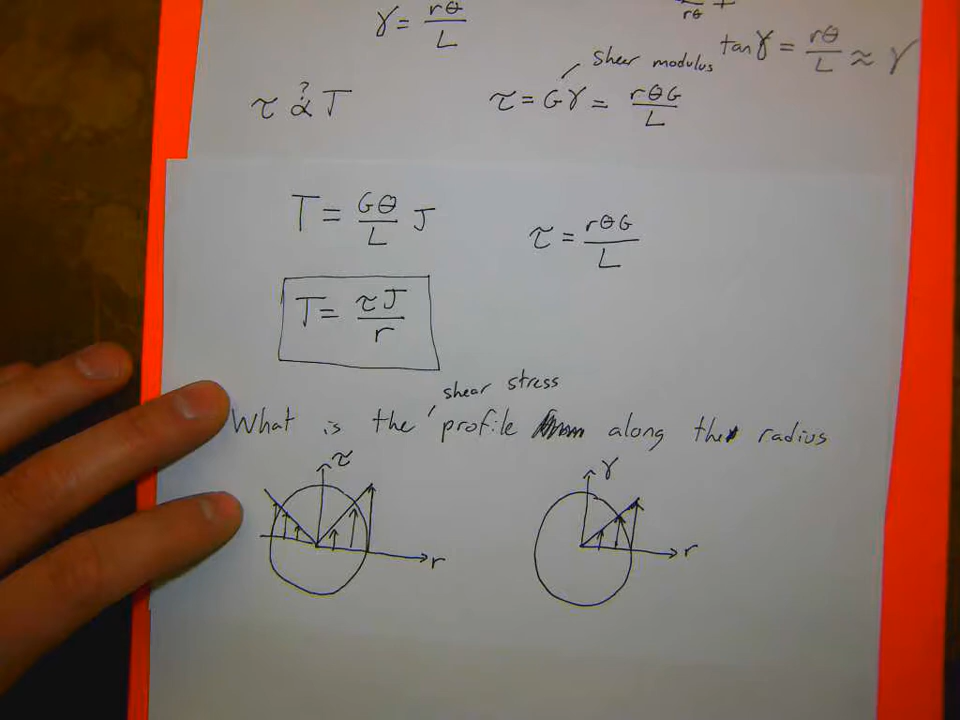 γ = rθ/L
rθ
tan γ = rθ/L ≈ γ
shear modulus
τ ∝? T
τ = Gγ = rθG/L
T = Gθ/L J
τ = rθG/L
T = τJ/r
shear stress
What is the profile along the radius
τ
γ
r
r